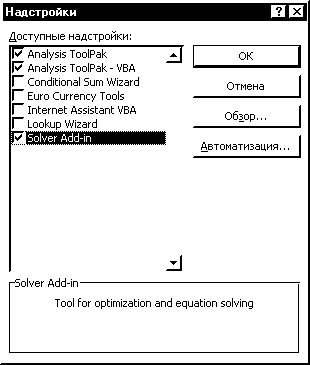 Надстройки
Доступные надстройки:
Analysis ToolPak
Analysis ToolPak - VBA
Conditional Sum Wizard
Euro Currency Tools
Internet Assistant VBA
Lookup Wizard
Solver Add-in
ОК
Отмена
Обзор...
Автоматизация...
Solver Add-in
Tool for optimization and equation solving